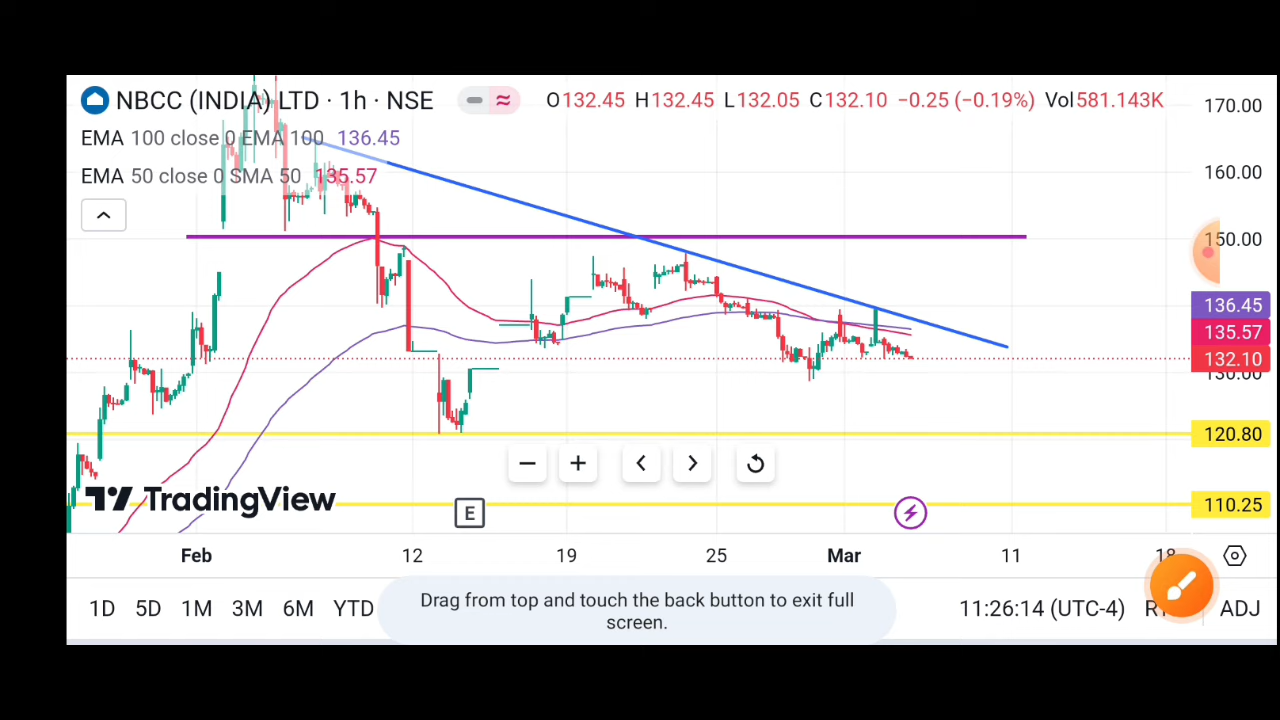 NBCC (INDIA) LTD · 1h · NSE O132.45 H132.45 L132.05 C132.10 −0.25 (−0.19%) Vol581.143K
EMA 100 close 0 EMA 100 136.45
EMA 50 close 0 SMA 50 135.57
170.00
160.00
150.00
136.45
135.57
132.10
130.00
120.80
110.25
TradingView
E
Feb 12 19 25 Mar 11 18
1D 5D 1M 3M 6M YTD 11:26:14 (UTC-4) ADJ
Drag from top and touch the back button to exit full
screen.